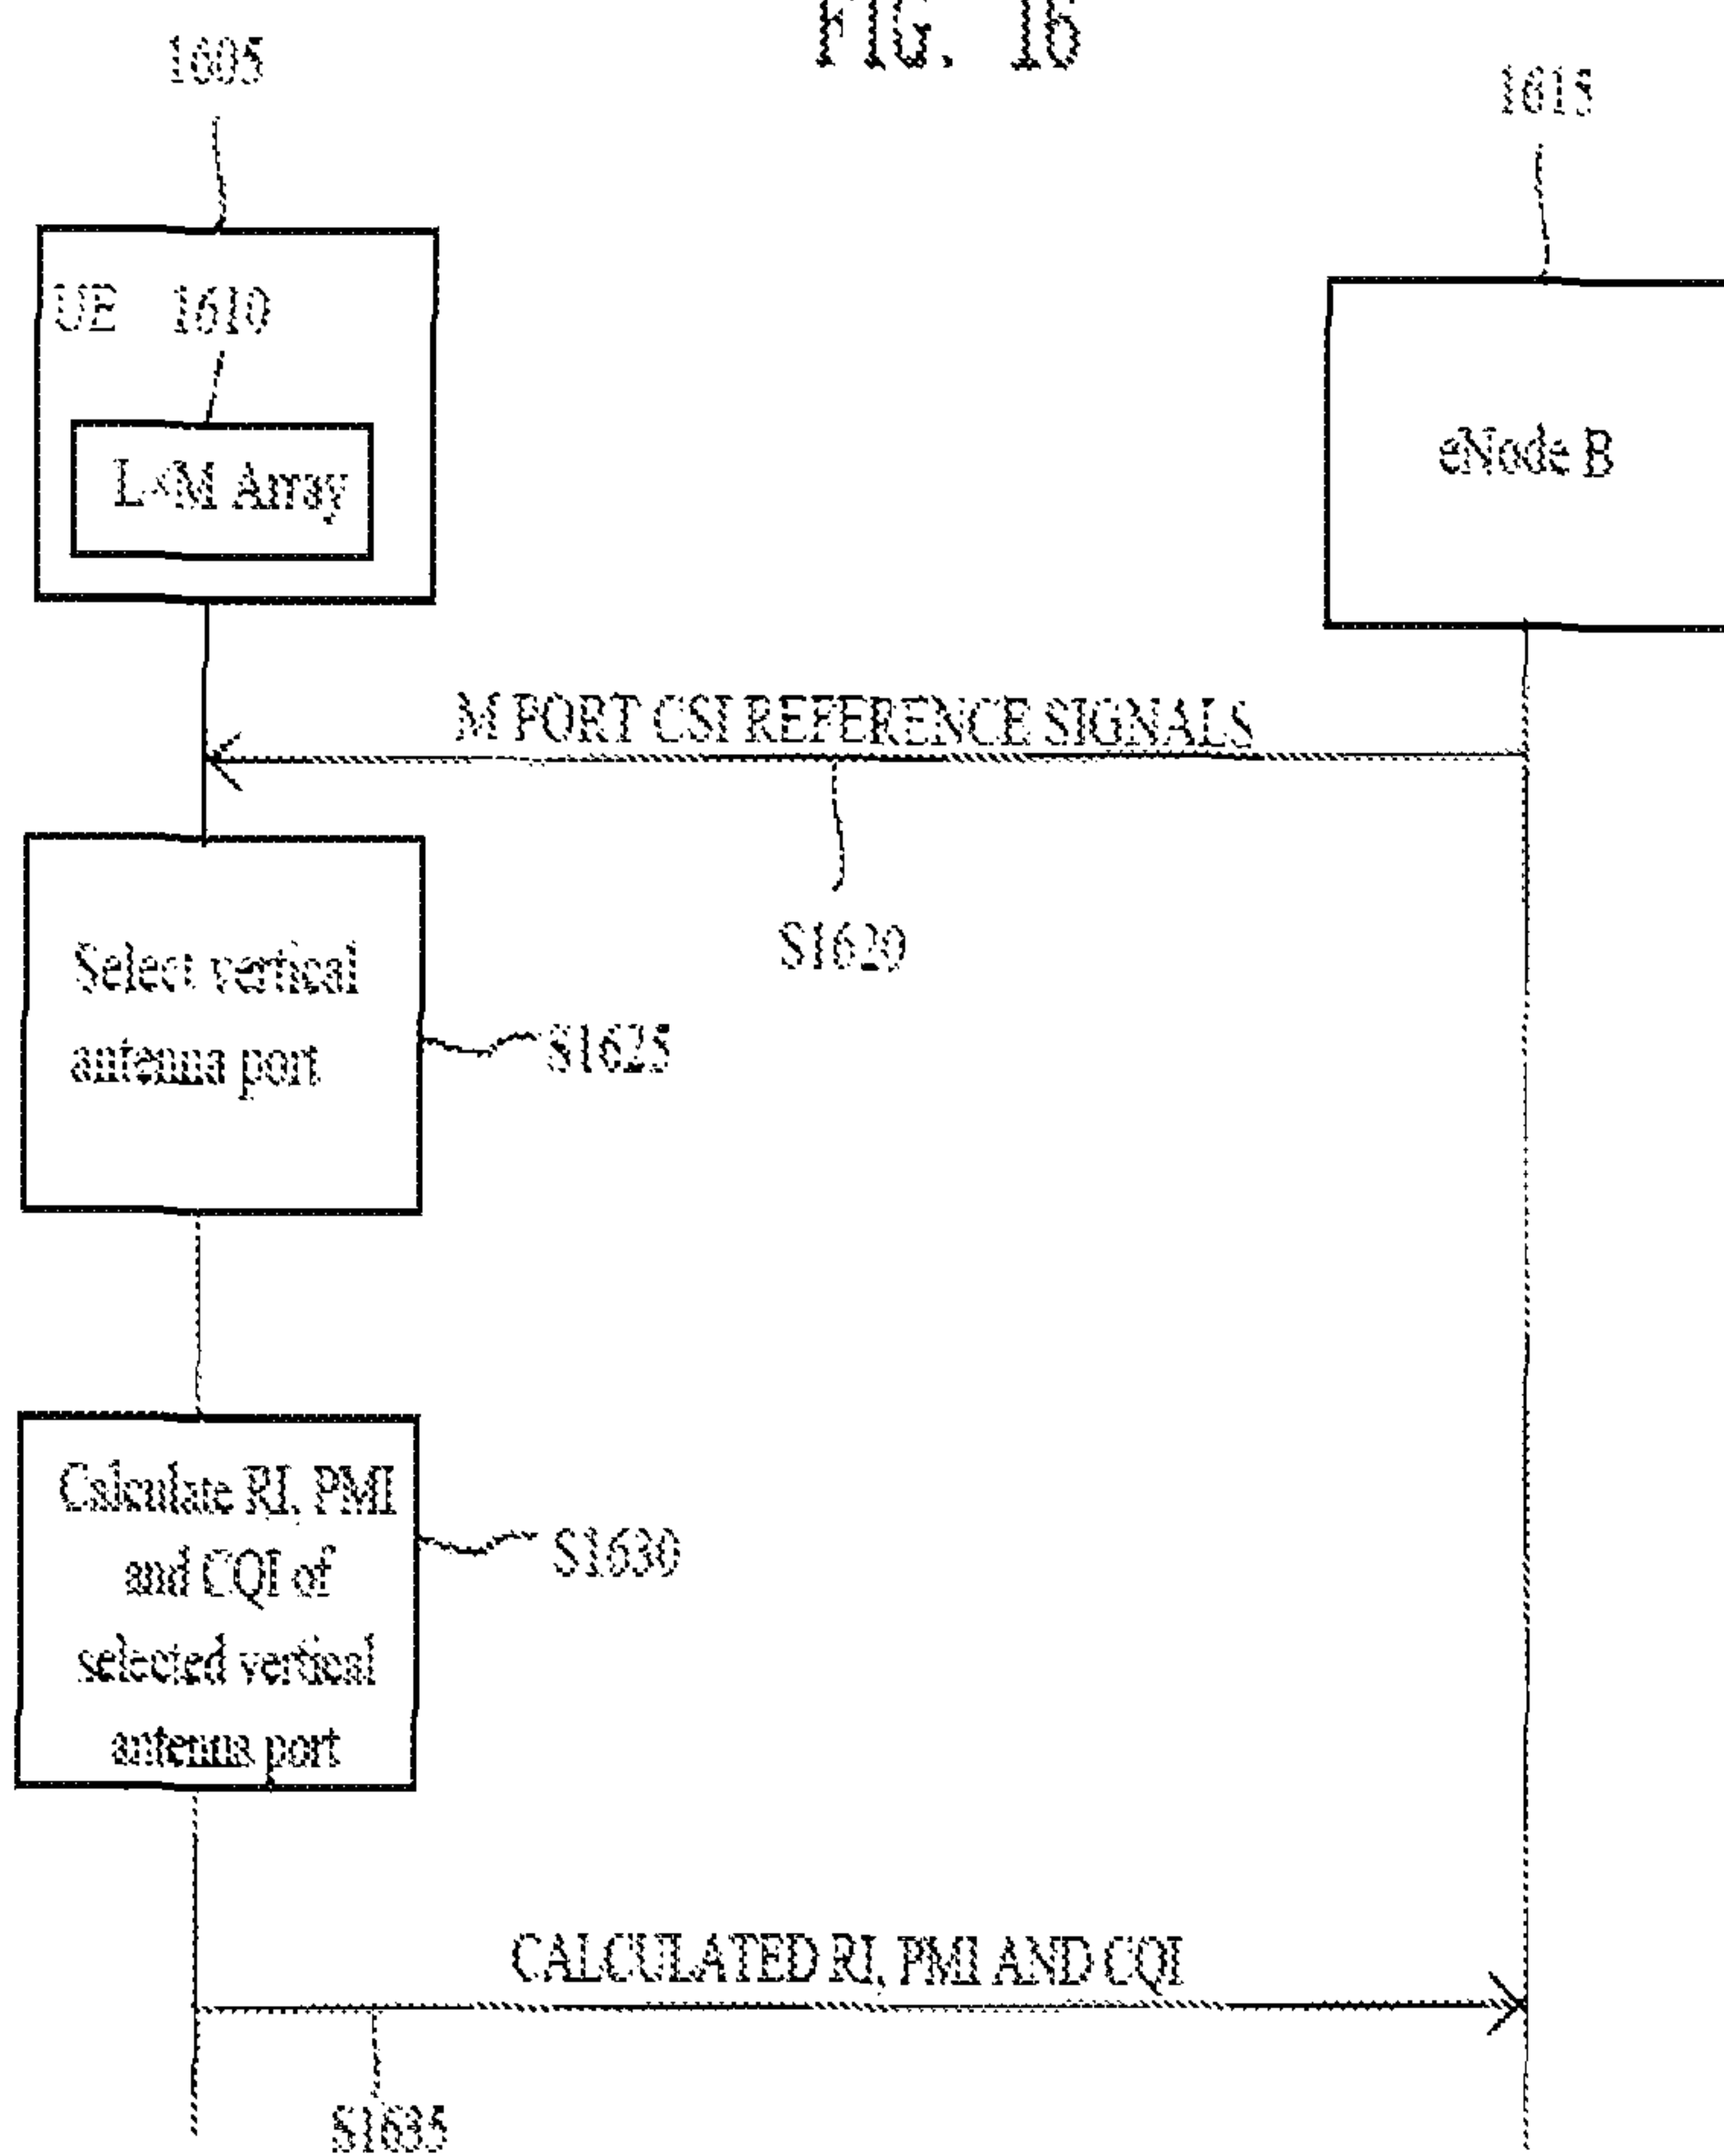 FIG. 16
1605
1615
UE 1610
L×M Array
eNode B
M PORT CSI REFERENCE SIGNALS
S1620
Select vertical
antenna port
S1625
Calculate RI, PMI
and CQI of
selected vertical
antenna port
S1630
CALCULATED RI, PMI AND CQI
S1635